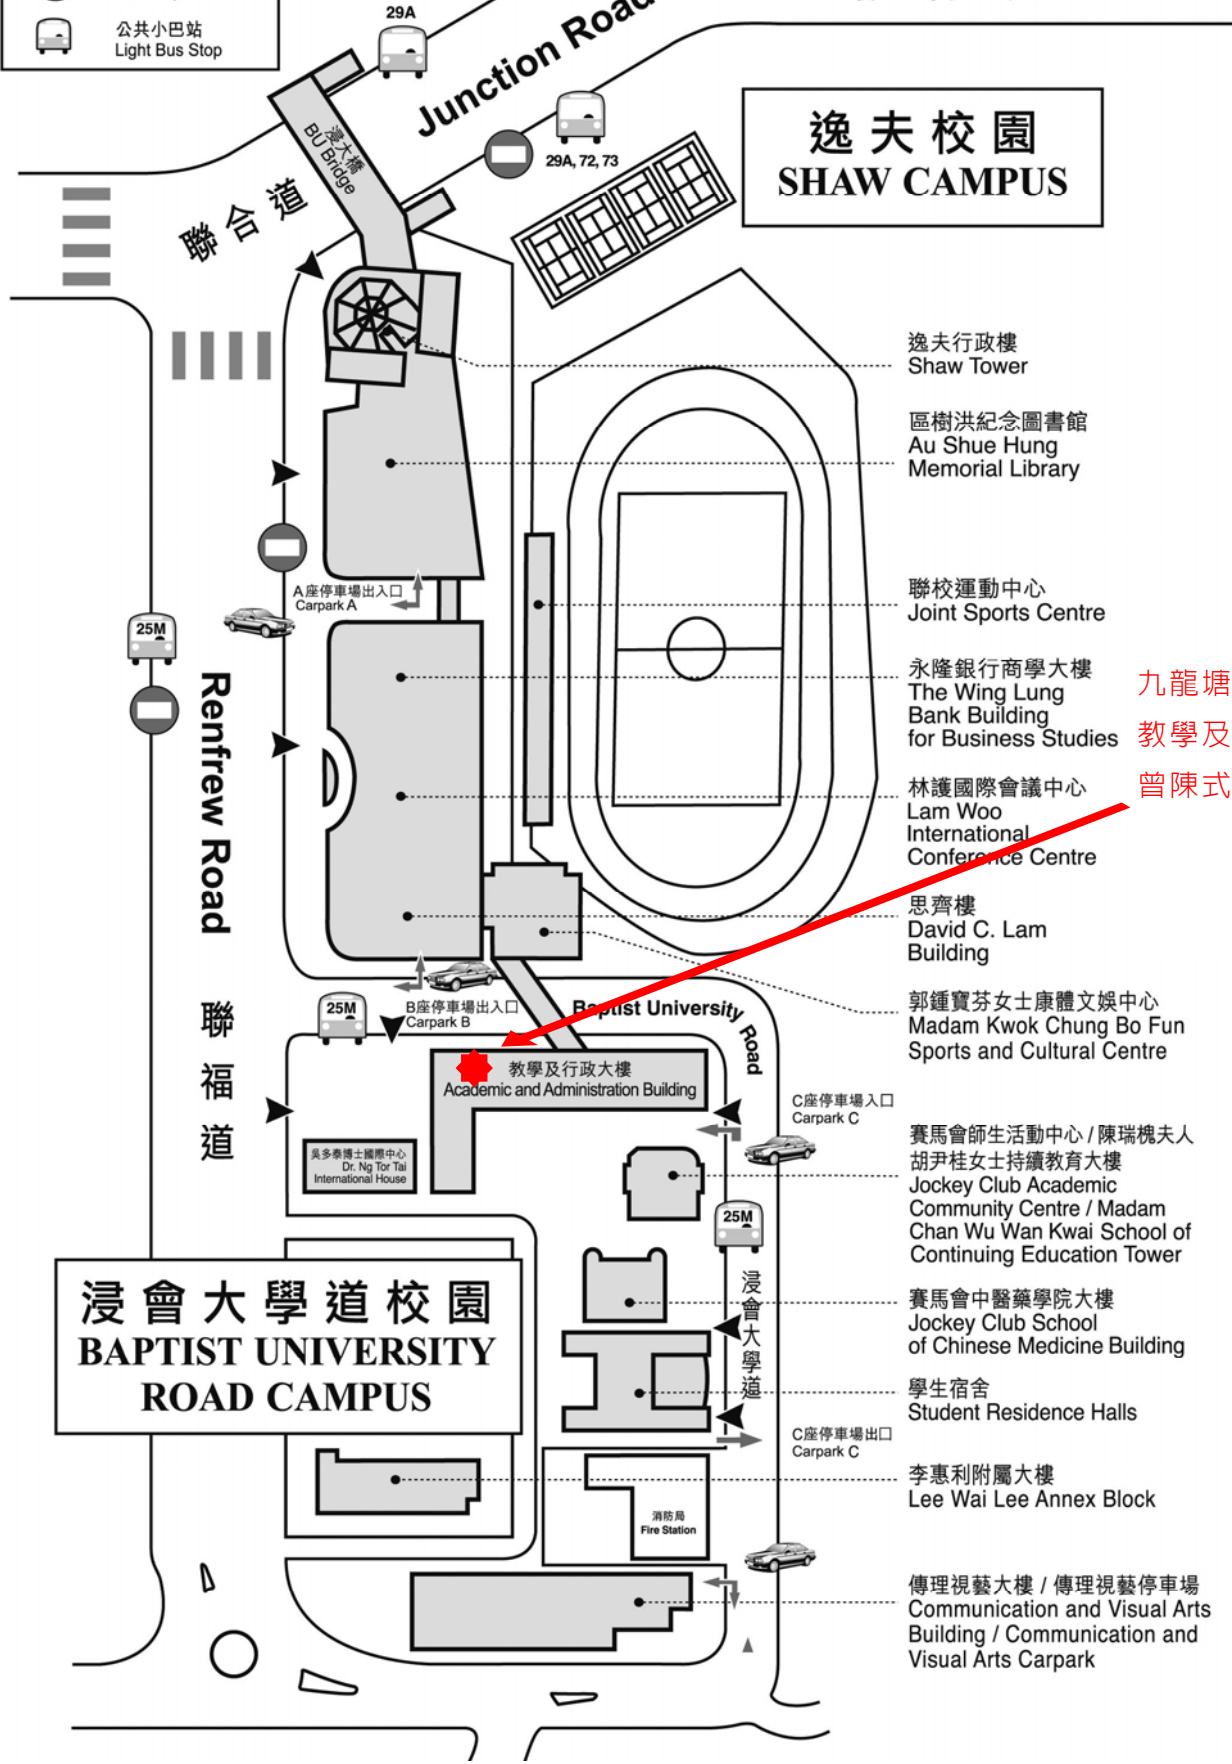 公共小巴站
Light Bus Stop
29A
Junction Road
浸大橋
BU Bridge
29A, 72, 73
聯合道
逸夫校園
SHAW CAMPUS
逸夫行政樓
Shaw Tower
區樹洪紀念圖書館
Au Shue Hung
Memorial Library
A座停車場出入口
Carpark A
聯校運動中心
Joint Sports Centre
25M
Renfrew Road
聯福道
永隆銀行商學大樓
The Wing Lung
Bank Building
for Business Studies
九龍塘
教學及
曾陳式
林護國際會議中心
Lam Woo
International
Conference Centre
思齊樓
David C. Lam
Building
25M
B座停車場出入口
Carpark B
Baptist University Road
郭鍾寶芬女士康體文娛中心
Madam Kwok Chung Bo Fun
Sports and Cultural Centre
教學及行政大樓
Academic and Administration Building
C座停車場入口
Carpark C
吳多泰博士國際中心
Dr. Ng Tor Tai
International House
賽馬會師生活動中心 / 陳瑞槐夫人
胡尹桂女士持續教育大樓
Jockey Club Academic
Community Centre / Madam
Chan Wu Wan Kwai School of
Continuing Education Tower
25M
浸會大學道
浸會大學道校園
BAPTIST UNIVERSITY
ROAD CAMPUS
賽馬會中醫藥學院大樓
Jockey Club School
of Chinese Medicine Building
學生宿舍
Student Residence Halls
C座停車場出口
Carpark C
李惠利附屬大樓
Lee Wai Lee Annex Block
消防局
Fire Station
傳理視藝大樓 / 傳理視藝停車場
Communication and Visual Arts
Building / Communication and
Visual Arts Carpark